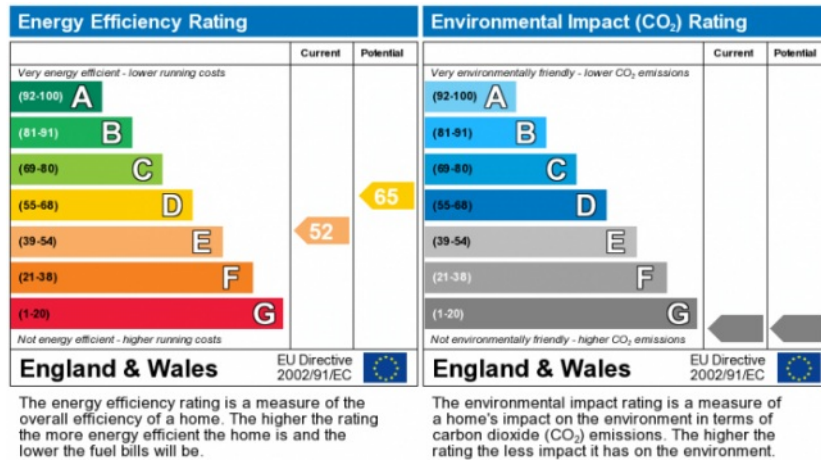 Energy Efficiency Rating
Current Potential
Very energy efficient - lower running costs
(92-100) A
(81-91) B
(69-80) C
(55-68) D
65
(39-54) E
52
(21-38) F
(1-20) G
Not energy efficient - higher running costs
England & Wales
EU Directive
2002/91/EC
The energy efficiency rating is a measure of the
overall efficiency of a home. The higher the rating
the more energy efficient the home is and the
lower the fuel bills will be.
Environmental Impact (CO₂) Rating
Current Potential
Very environmentally friendly - lower CO₂ emissions
(92-100) A
(81-91) B
(69-80) C
(55-68) D
(39-54) E
(21-38) F
(1-20) G
Not environmentally friendly - higher CO₂ emissions
England & Wales
EU Directive
2002/91/EC
The environmental impact rating is a measure of
a home's impact on the environment in terms of
carbon dioxide (CO₂) emissions. The higher the
rating the less impact it has on the environment.